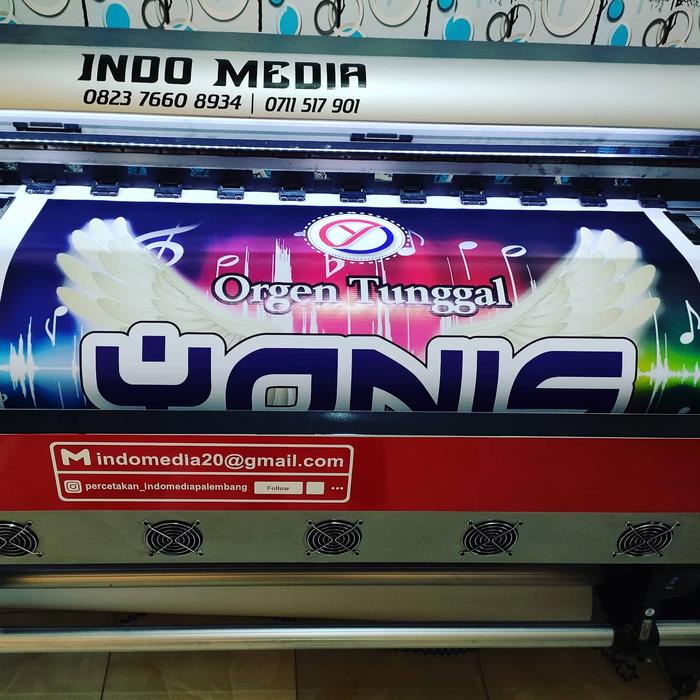 INDO MEDIA
0823 7660 8934 | 0711 517 901
Orgen Tunggal
YONIS
indomedia20@gmail.com
percetakan_indomediapalembang
Follow